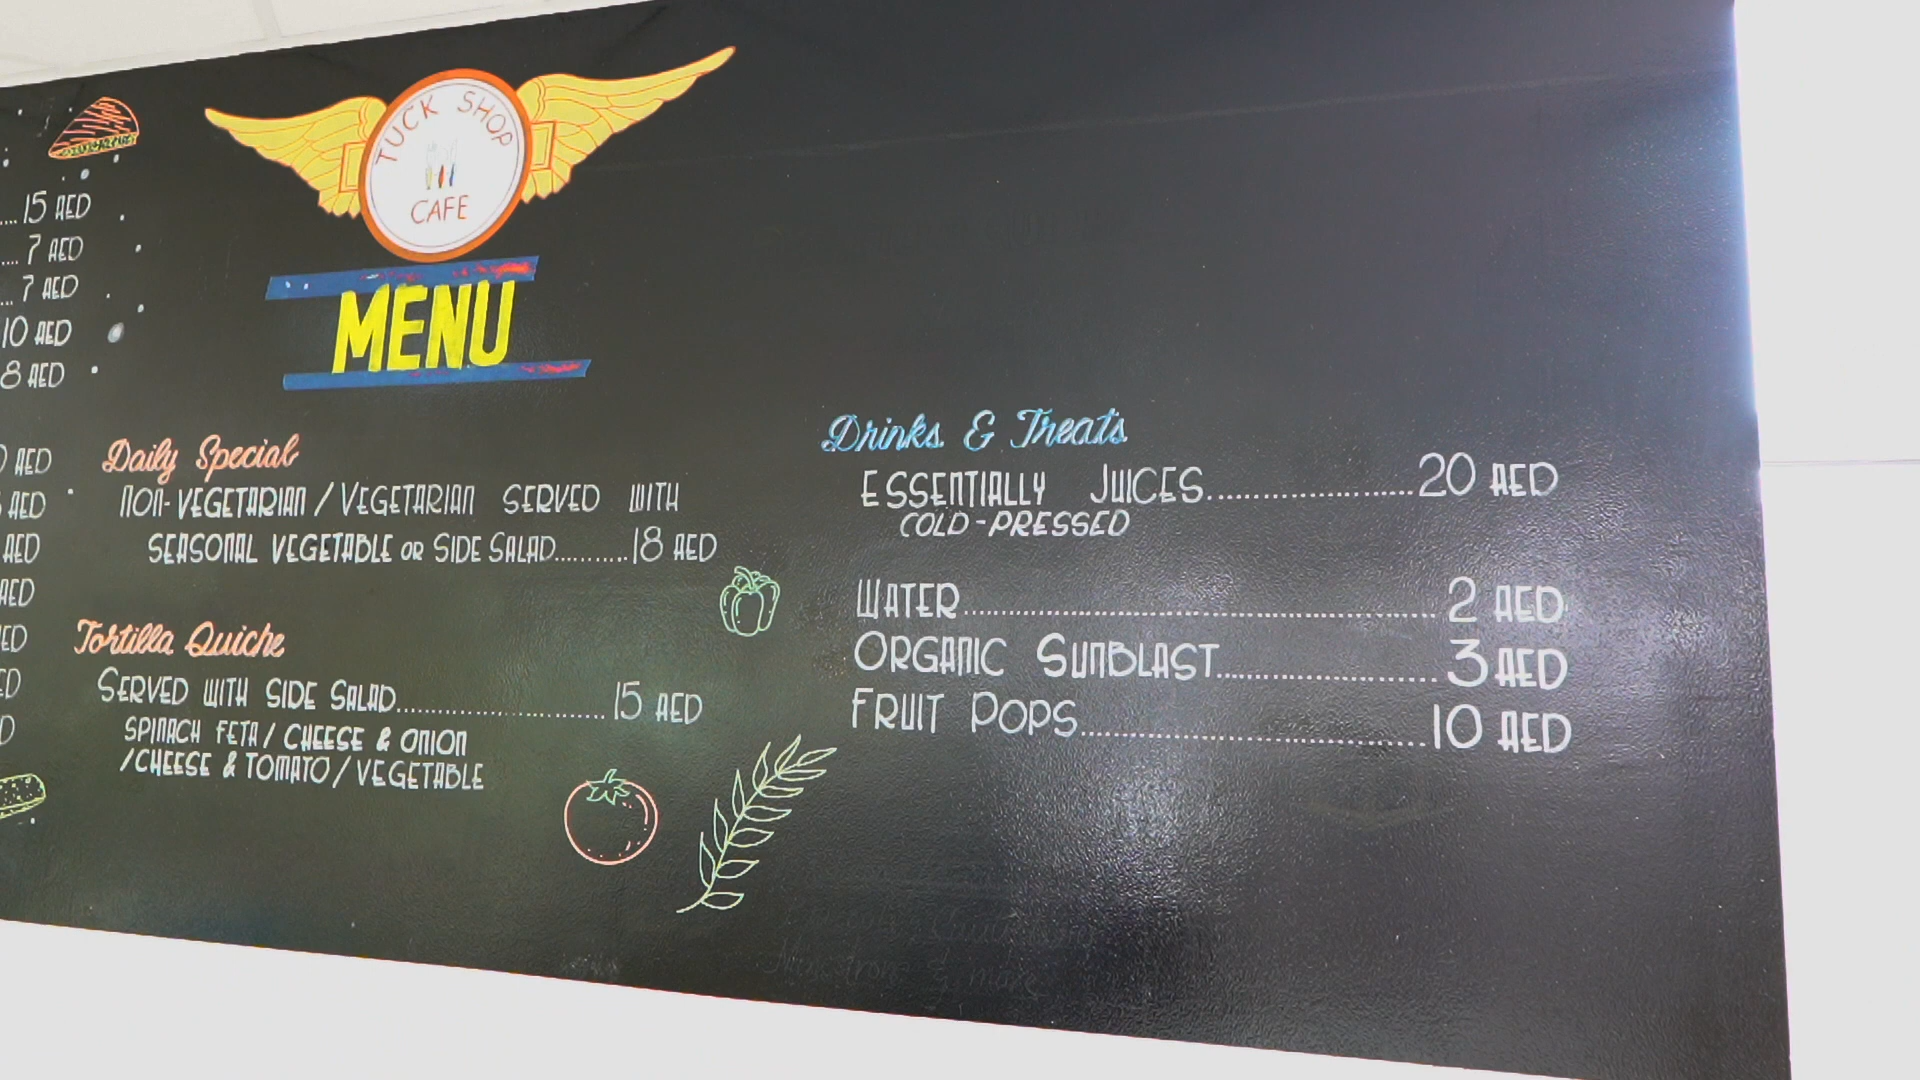 15 AED
7 AED
7 AED
10 AED
8 AED
AED
AED
AED
AED
TUCK SHOP
CAFE
MENU
Daily Special
NON-VEGETARIAN / VEGETARIAN SERVED WITH
SEASONAL VEGETABLE OR SIDE SALAD..........18 AED
Tortilla Quiche
SERVED WITH SIDE SALAD..........................15 AED
SPINACH FETA / CHEESE & ONION
/ CHEESE & TOMATO / VEGETABLE
Drinks & Treats
ESSENTIALLY JUICES.......................20 AED
COLD-PRESSED
WATER..........................................................2 AED
ORGANIC SUNBLAST...........................3 AED
FRUIT POPS..........................................10 AED